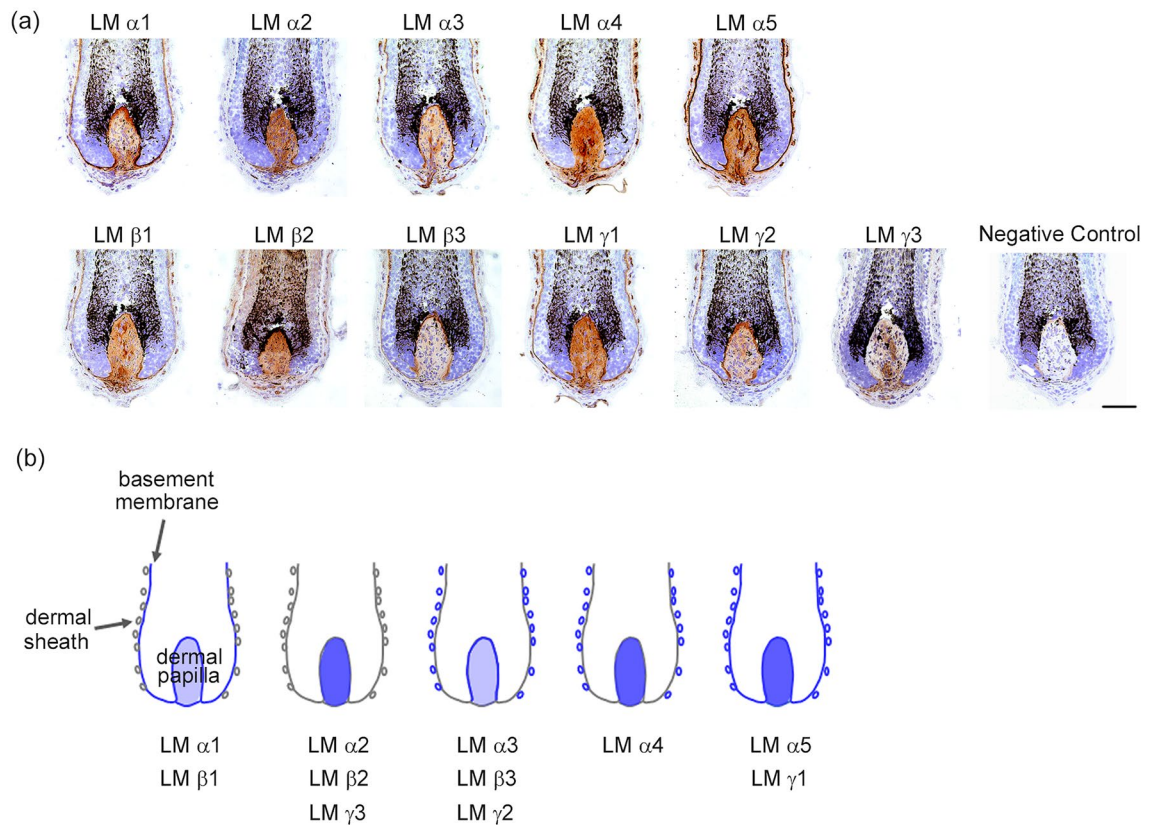 (a)
LM α1 LM α2 LM α3 LM α4 LM α5
LM β1 LM β2 LM β3 LM γ1 LM γ2 LM γ3 Negative Control
(b)
basement
membrane
dermal
sheath
dermal
papilla
LM α1 LM α2 LM α3 LM α4 LM α5
LM β1 LM β2 LM β3 LM γ1
LM γ3 LM γ2